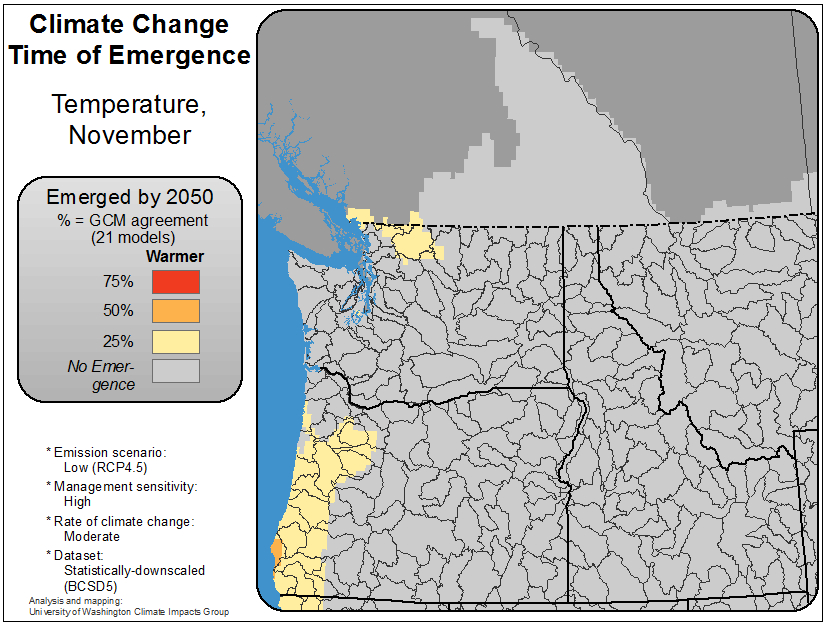 Climate Change
Time of Emergence
Temperature,
November
Emerged by 2050
% = GCM agreement
(21 models)
Warmer
75%
50%
25%
No Emer-
gence
* Emission scenario:
Low (RCP4.5)
* Management sensitivity:
High
* Rate of climate change:
Moderate
* Dataset:
Statistically-downscaled
(BCSD5)
Analysis and mapping:
University of Washington Climate Impacts Group